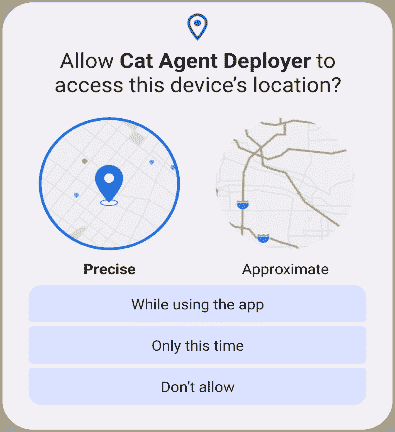 Allow Cat Agent Deployer to
access this device's location?
Precise
Approximate
While using the app
Only this time
Don't allow